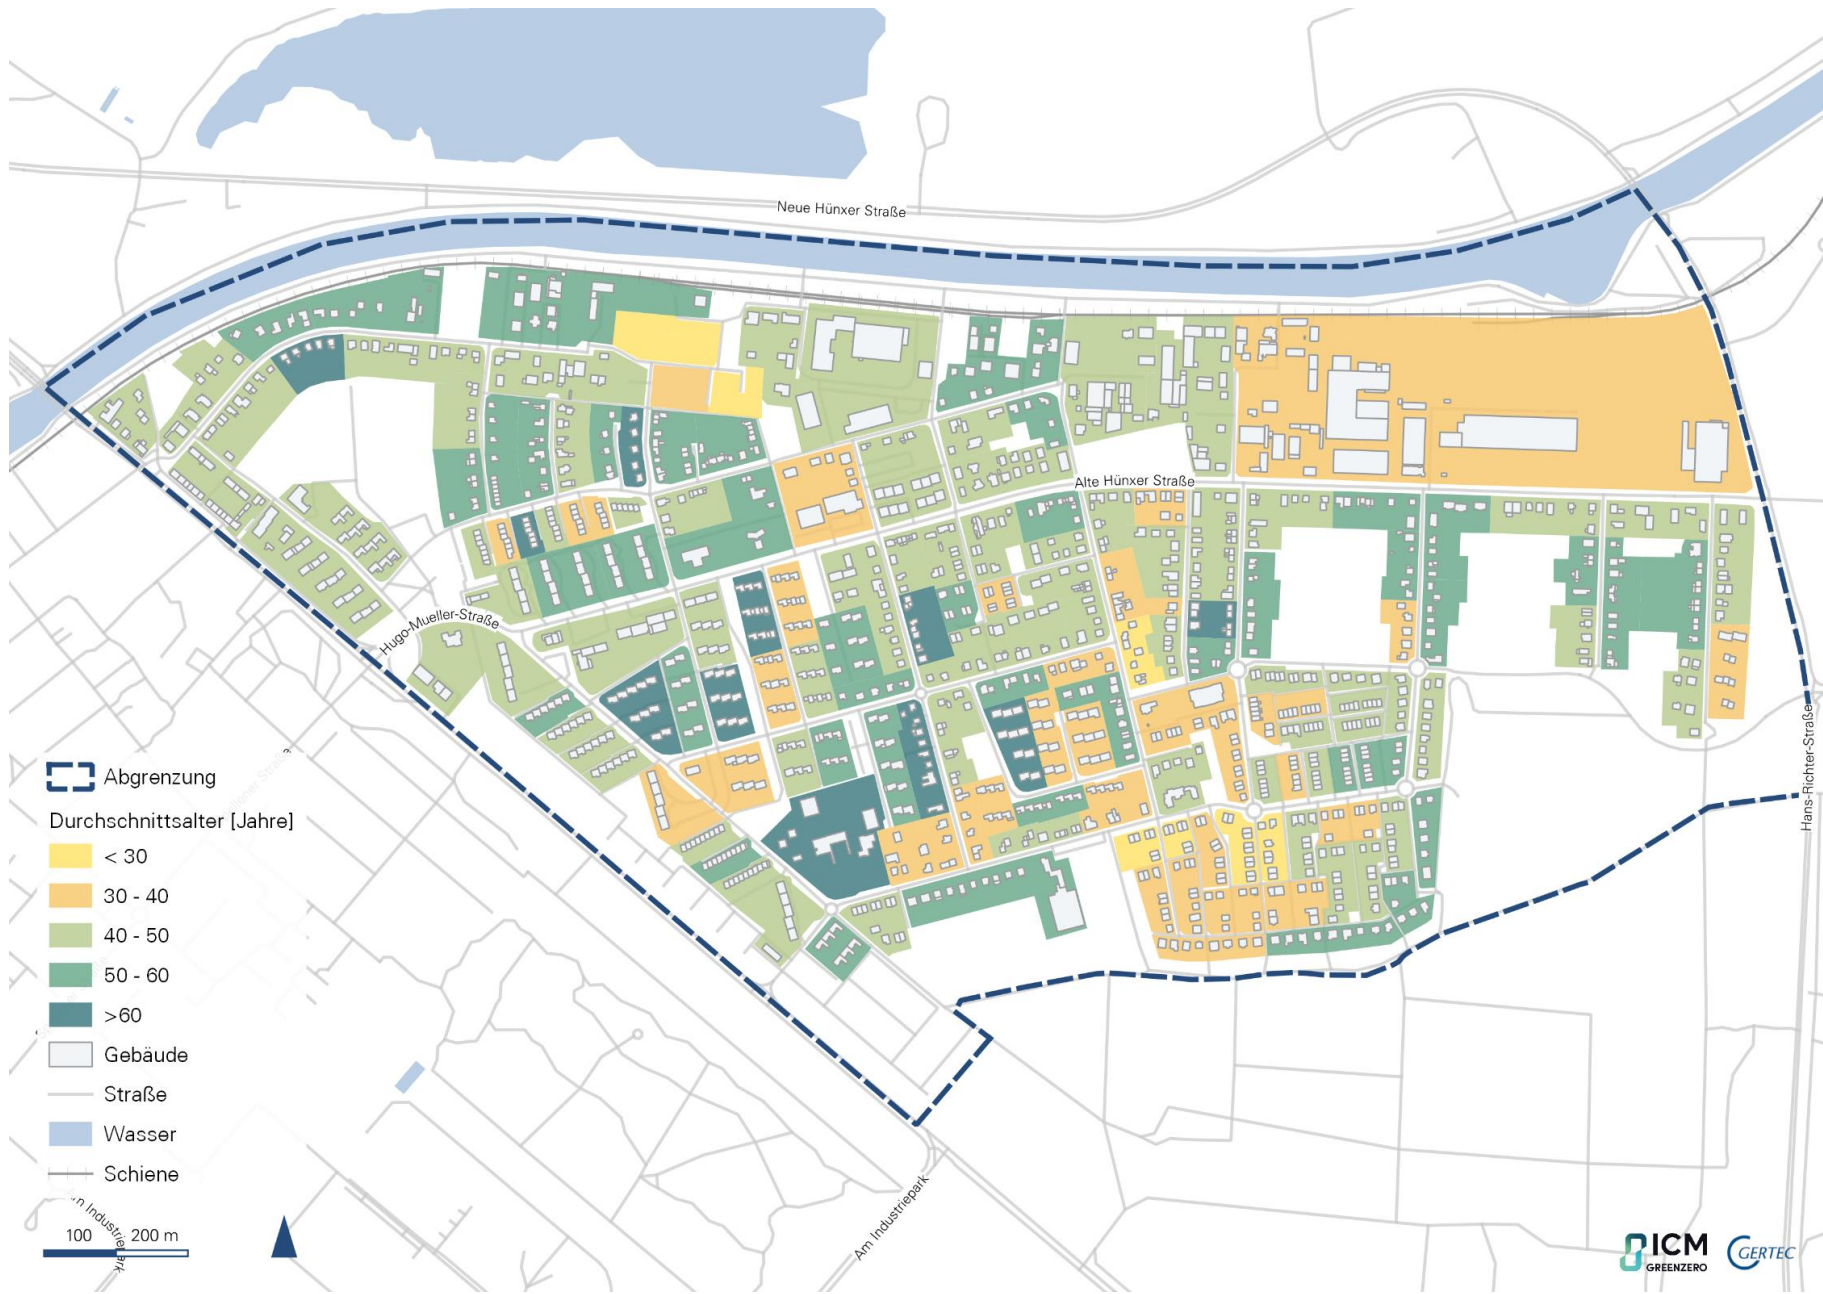 Neue Hünxer Straße
Alte Hünxer Straße
Hugo-Mueller-Straße
Hans-Richter-Straße
Abgrenzung
Durchschnittsalter [Jahre]
< 30
30 - 40
40 - 50
50 - 60
>60
Gebäude
Straße
Wasser
Schiene
100 200 m
Am Industriepark
ICM
GREENZERO
GERTEC